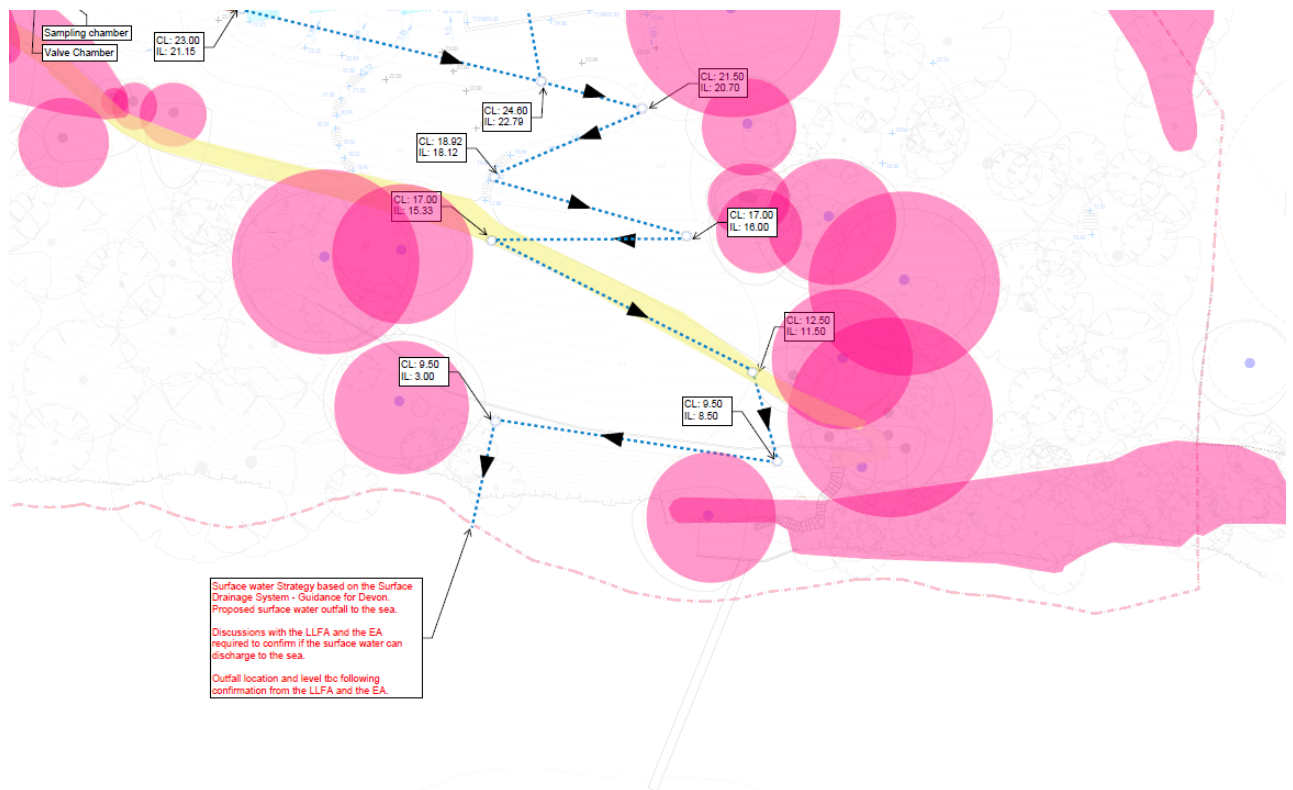 Sampling chamber
Valve Chamber
CL: 23.00
IL: 21.15
CL: 24.60
IL: 22.79
CL: 21.50
IL: 20.70
CL: 18.92
IL: 18.12
CL: 17.00
IL: 15.33
CL: 17.00
IL: 16.00
CL: 12.50
IL: 11.50
CL: 9.50
IL: 3.00
CL: 9.50
IL: 8.50
Surface water Strategy based on the Surface
Drainage System - Guidance for Devon.
Proposed surface water outfall to the sea.
Discussions with the LLFA and the EA
required to confirm if the surface water can
discharge to the sea.
Outfall location and level tbc following
confirmation from the LLFA and the EA.